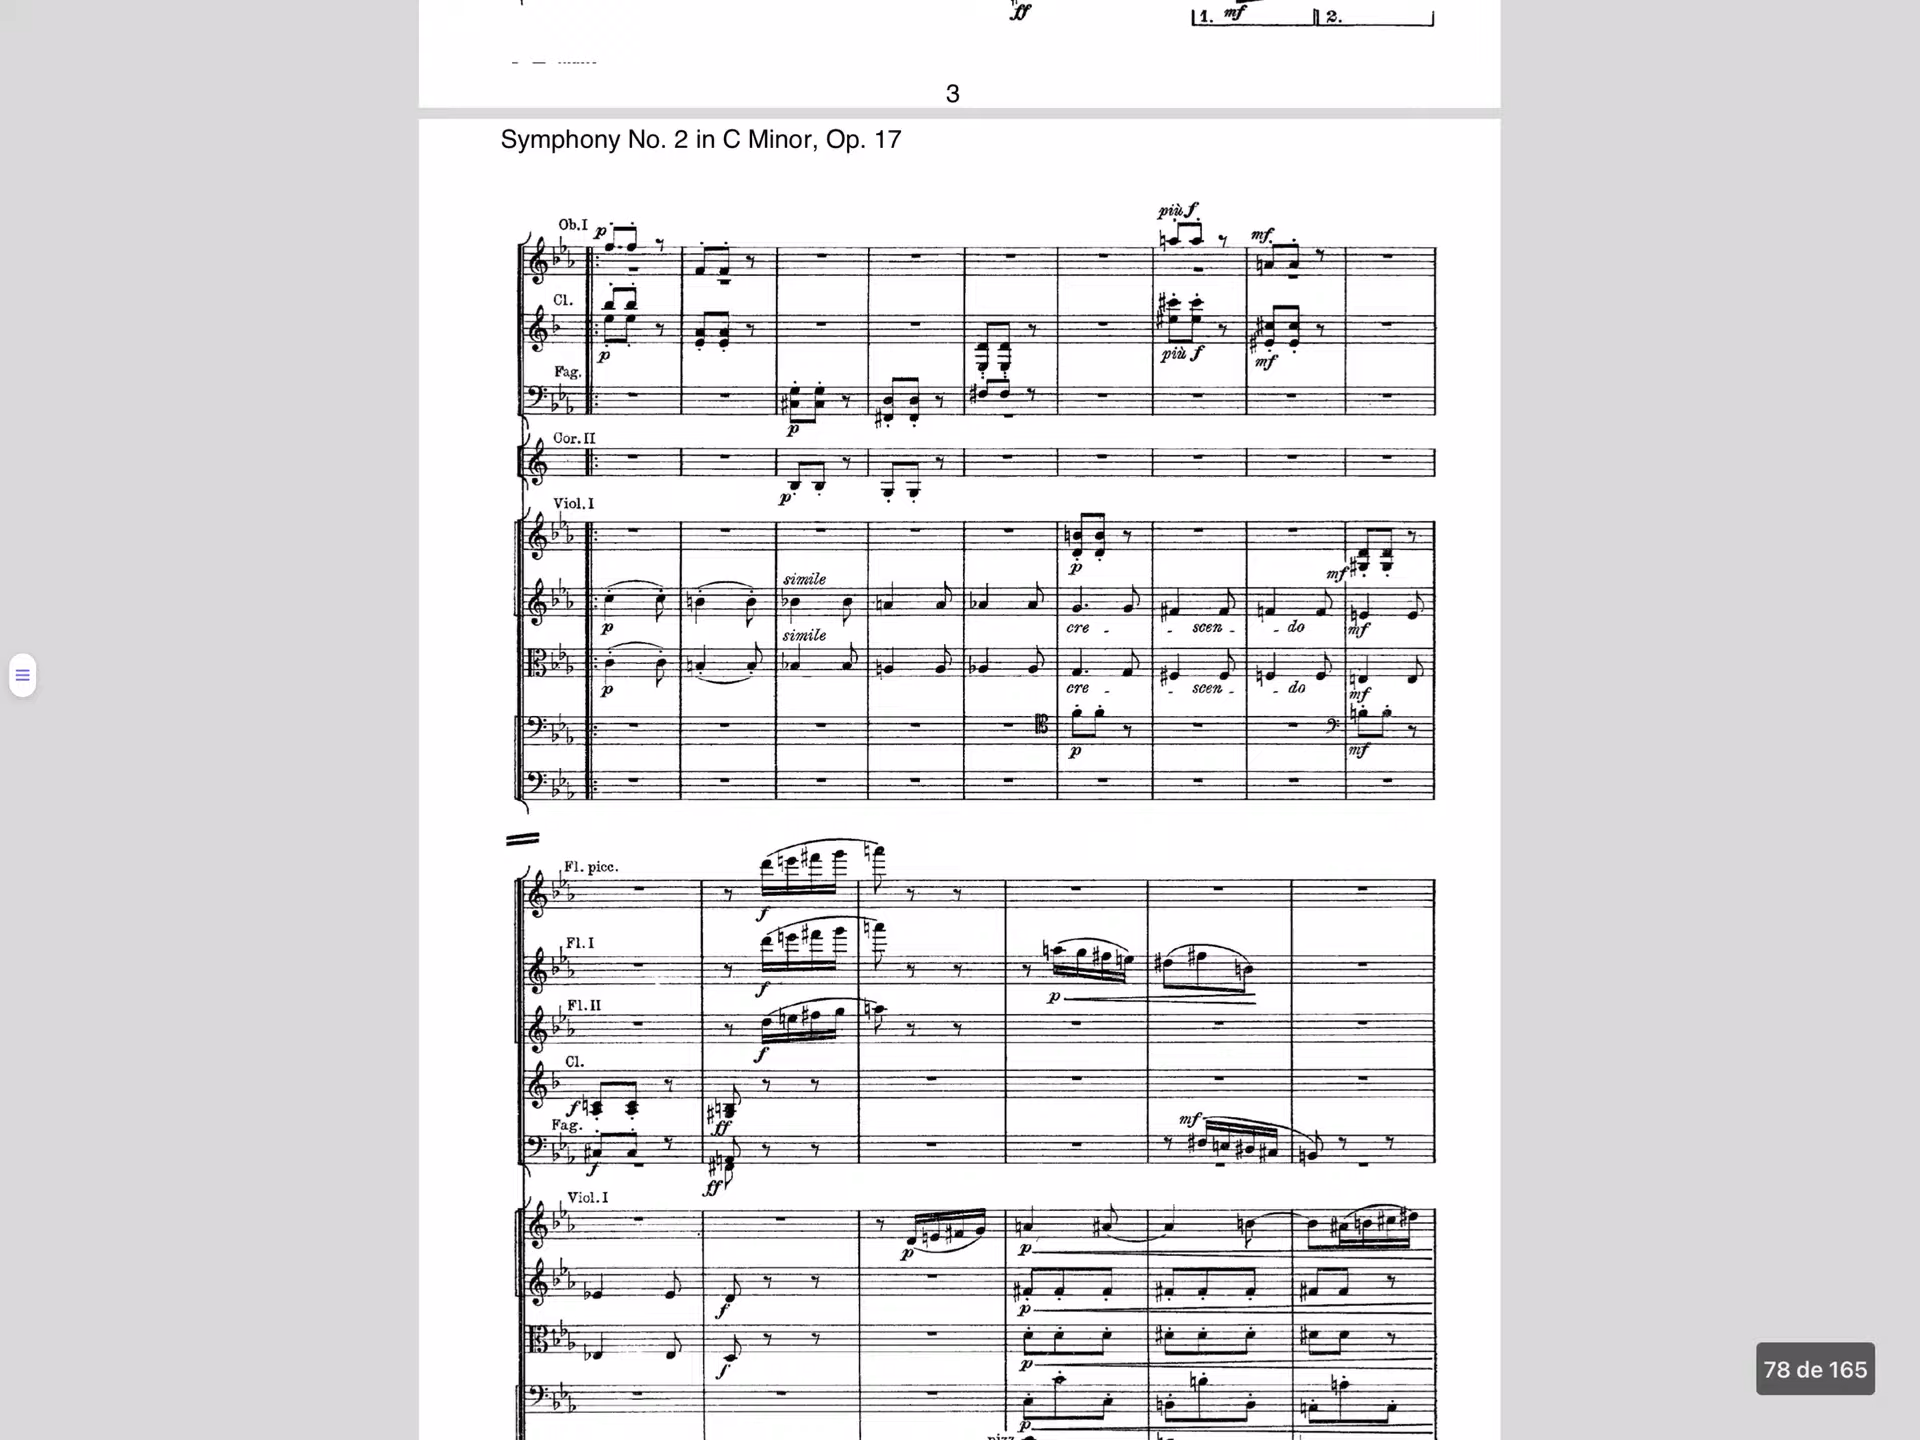 ff
1. mf 2.
3
Symphony No. 2 in C Minor, Op. 17
più f
Ob. I p mf
Cl.
p più f mf
Fag.
p
Cor. II
p
Viol. I
p mf
simile
p cre - - scen - - do mf
simile
p cre - - scen - - do mf
p mf
Fl. picc.
f
Fl. I
f p
Fl. II
f
Cl.
f ff
Fag. mf
f ff
Viol. I
p p
f p
f p
p
pizz.
78 de 165